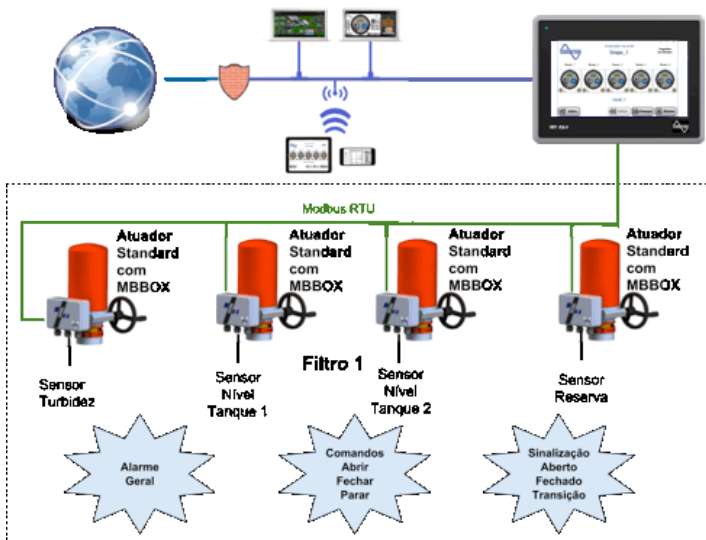 Grupo_1
Modbus RTU
Atuador
Standard
com
MBBOX
Atuador
Standard
com
MBBOX
Atuador
Standard
com
MBBOX
Atuador
Standard
com
MBBOX
Sensor
Turbidez
Sensor
Nível
Tanque 1
Filtro 1
Sensor
Nível
Tanque 2
Sensor
Reserva
Alarme
Geral
Comandos
Abrir
Fechar
Parar
Sinalização
Aberto
Fechado
Transição